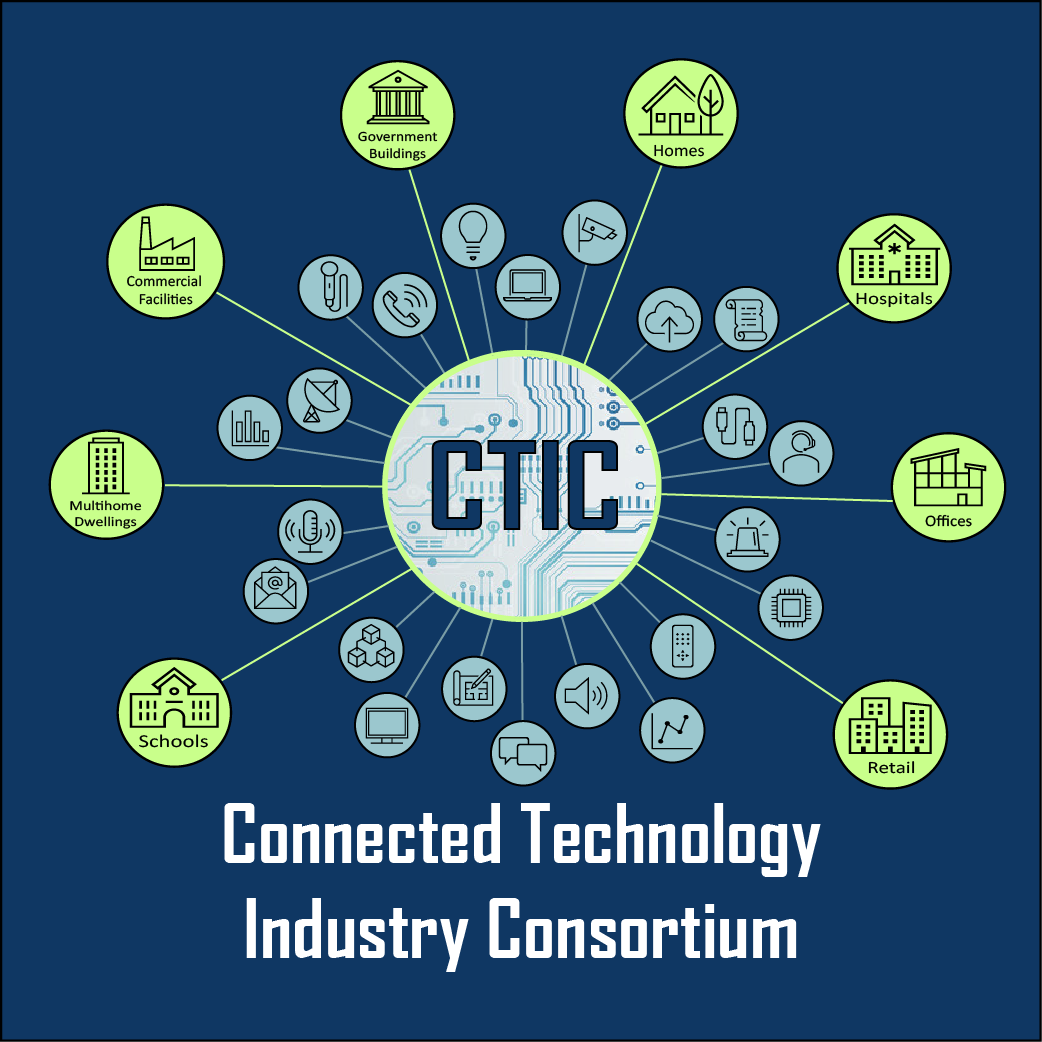 Government
Buildings
Homes
Commercial
Facilities
Hospitals
CTIC
Multihome
Dwellings
Offices
@
Schools
Retail
Connected Technology
Industry Consortium